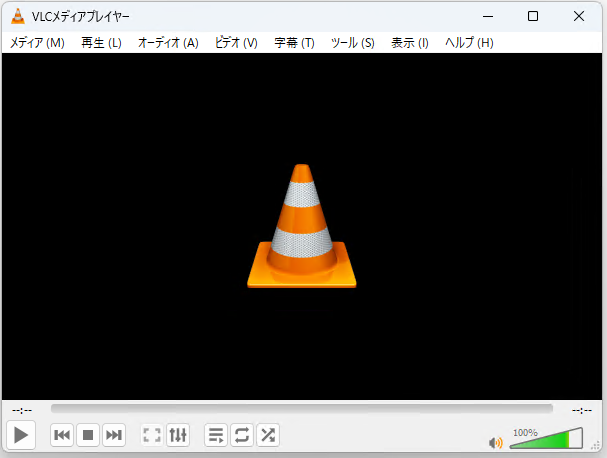 VLCメディアプレイヤー
メディア (M) 再生 (L) オーディオ (A) ビデオ (V) 字幕 (T) ツール (S) 表示 (I) ヘルプ (H)
--:-- --:--
100%